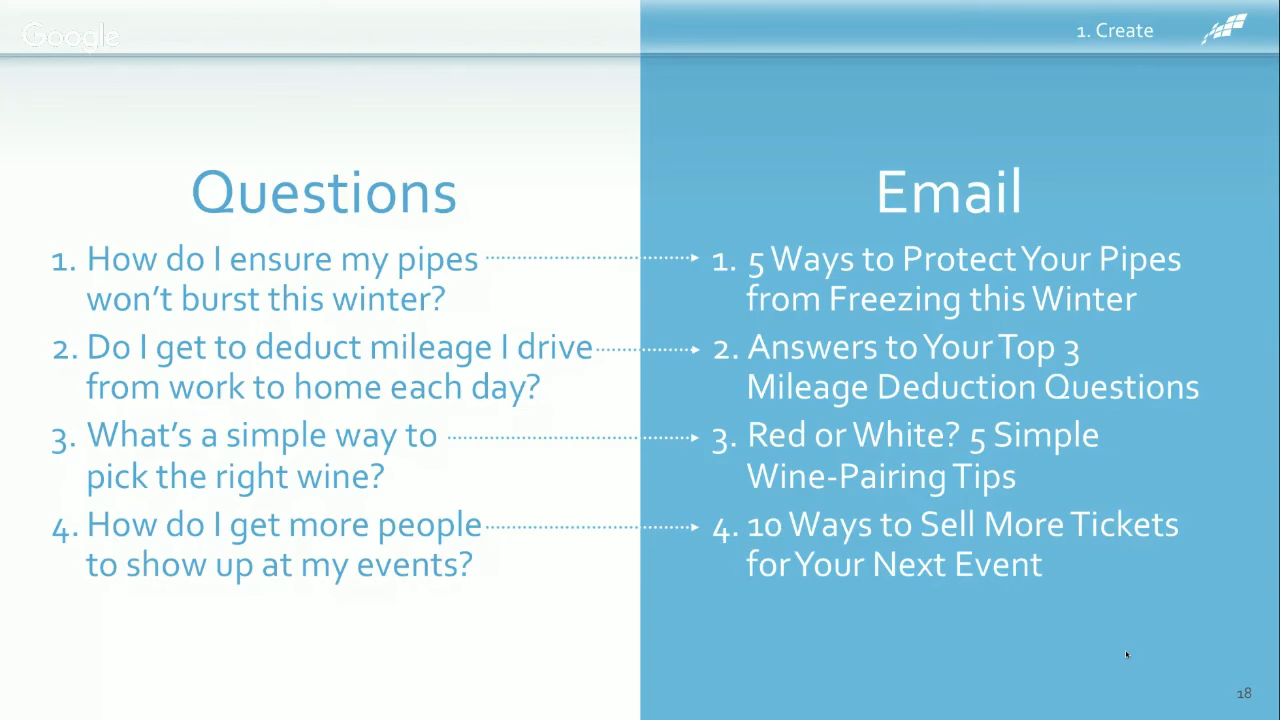 Google
1. Create
Questions
1. How do I ensure my pipes
won't burst this winter?
2. Do I get to deduct mileage I drive
from work to home each day?
3. What's a simple way to
pick the right wine?
4. How do I get more people
to show up at my events?
Email
1. 5 Ways to Protect Your Pipes
from Freezing this Winter
2. Answers to Your Top 3
Mileage Deduction Questions
3. Red or White? 5 Simple
Wine-Pairing Tips
4. 10 Ways to Sell More Tickets
for Your Next Event
18